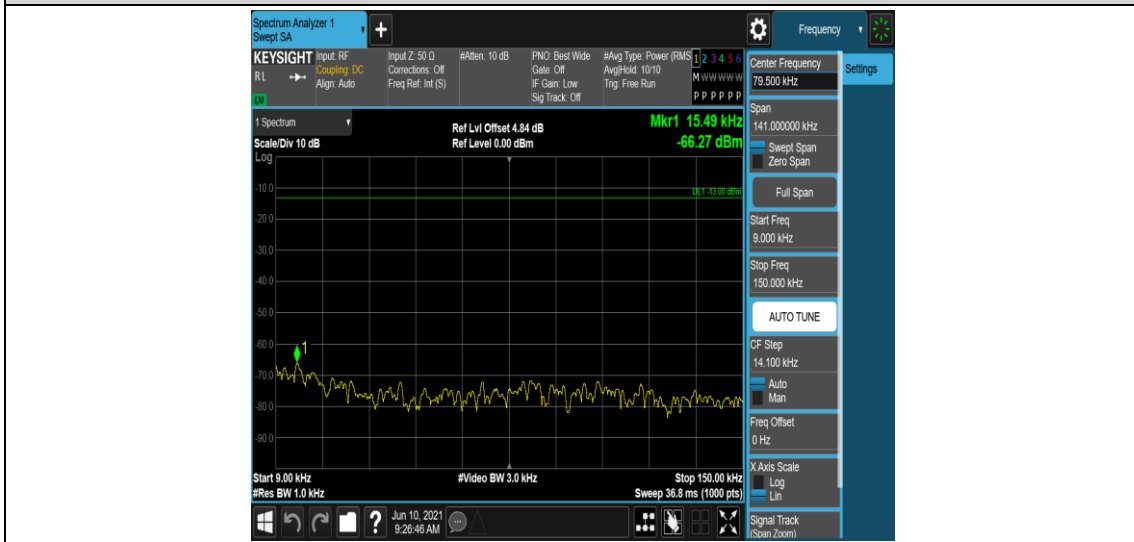 Spectrum Analyzer 1
Swept SA
+
Frequency
KEYSIGHT
RL
LXI
Input: RF
Coupling: DC
Align: Auto
Input Z: 50 Ω
Corrections: Off
Freq Ref: Int (S)
#Atten: 10 dB
PNO: Best Wide
Gate: Off
IF Gain: Low
Sig Track: Off
#Avg Type: Power (RMS
Avg|Hold: 10/10
Trig: Free Run
1 2 3 4 5 6
M W W W W W
P P P P P P
1 Spectrum
Scale/Div 10 dB
Log
Ref Lvl Offset 4.84 dB
Ref Level 0.00 dBm
Mkr1 15.49 kHz
-66.27 dBm
DL1 -13.00 dBm
-10.0
-20.0
-30.0
-40.0
-50.0
-60.0
-70.0
-80.0
-90.0
1
Start 9.00 kHz
#Res BW 1.0 kHz
#Video BW 3.0 kHz
Stop 150.00 kHz
Sweep 36.8 ms (1000 pts)
Center Frequency
79.500 kHz
Settings
Span
141.000000 kHz
Swept Span
Zero Span
Full Span
Start Freq
9.000 kHz
Stop Freq
150.000 kHz
AUTO TUNE
CF Step
14.100 kHz
Auto
Man
Freq Offset
0 Hz
X Axis Scale
Log
Lin
Signal Track
(Span Zoom)
?
Jun 10, 2021
9:26:46 AM